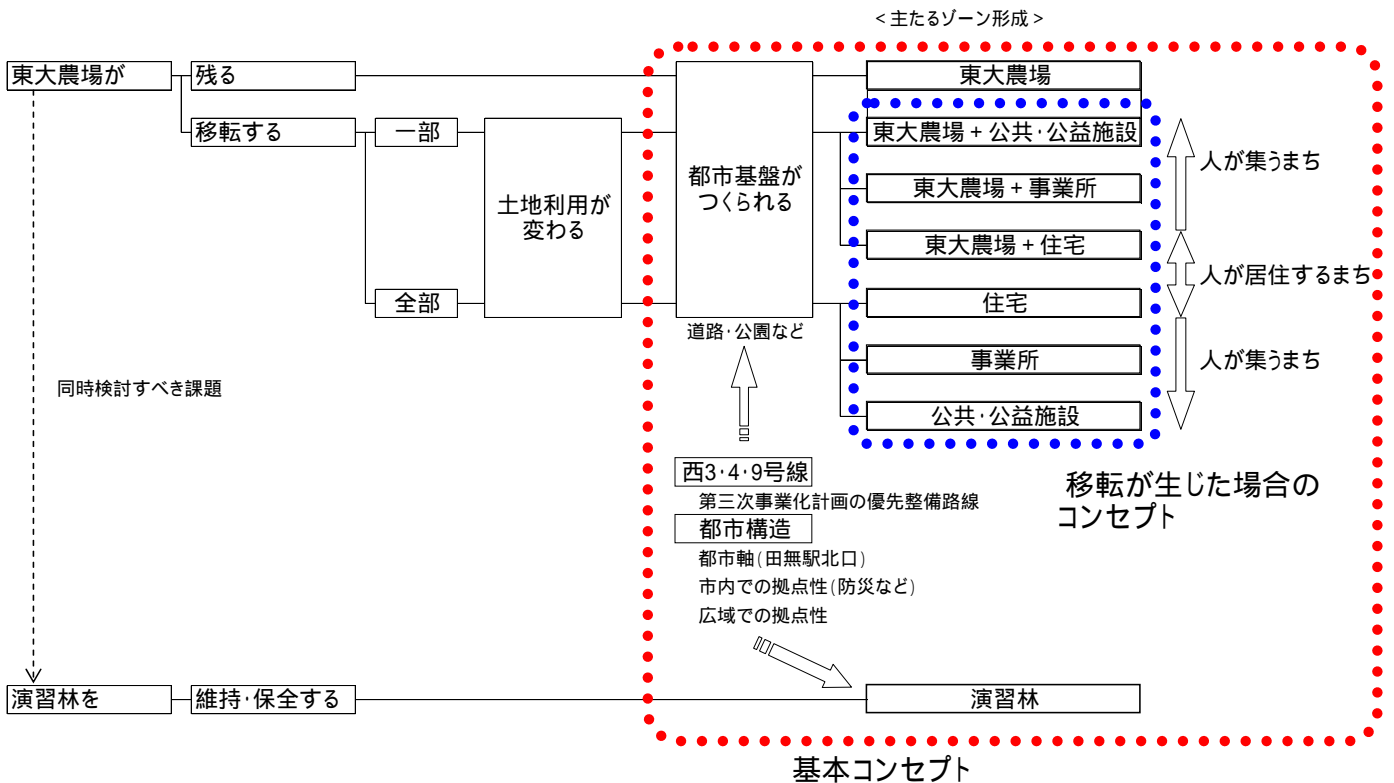 ＜主たるゾーン形成＞
東大農場が
残る
東大農場
移転する
一部
東大農場＋公共・公益施設
人が集うまち
都市基盤が
つくられる
土地利用が
変わる
東大農場＋事業所
東大農場＋住宅
人が居住するまち
全部
住宅
道路・公園など
事業所
人が集うまち
同時検討すべき課題
公共・公益施設
西3・4・9号線
第三次事業化計画の優先整備路線
移転が生じた場合の
コンセプト
都市構造
都市軸（田無駅北口）
市内での拠点性（防災など）
広域での拠点性
演習林を
維持・保全する
演習林
基本コンセプト